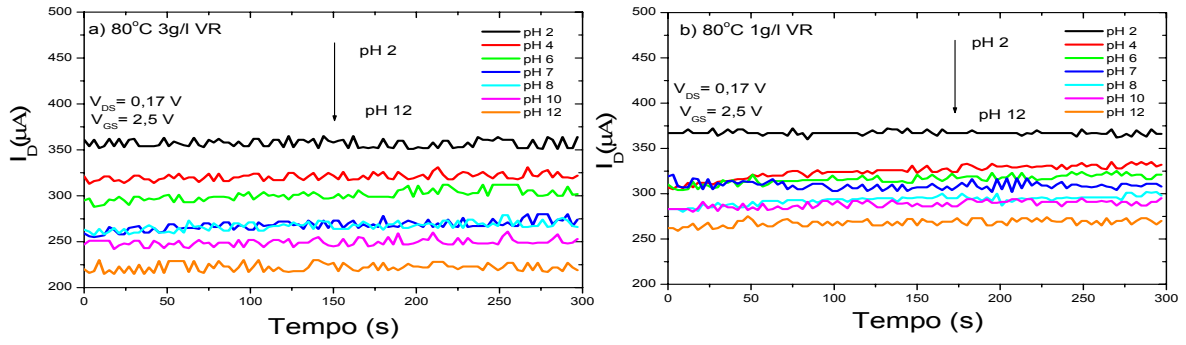 a) 80°C 3g/l VR
pH 2
pH 4
pH 6
pH 7
pH 8
pH 10
pH 12
pH 2
pH 12
V_DS = 0,17 V
V_GS = 2,5 V
I_D(μA)
500
450
400
350
300
250
200
0
50
100
150
200
250
300
Tempo (s)
b) 80°C 1g/l VR
pH 2
pH 4
pH 6
pH 7
pH 8
pH 10
pH 12
pH 2
pH 12
V_DS = 0,17 V
V_GS = 2,5 V
I_D(μA)
500
450
400
350
300
250
200
0
50
100
150
200
250
300
Tempo (s)